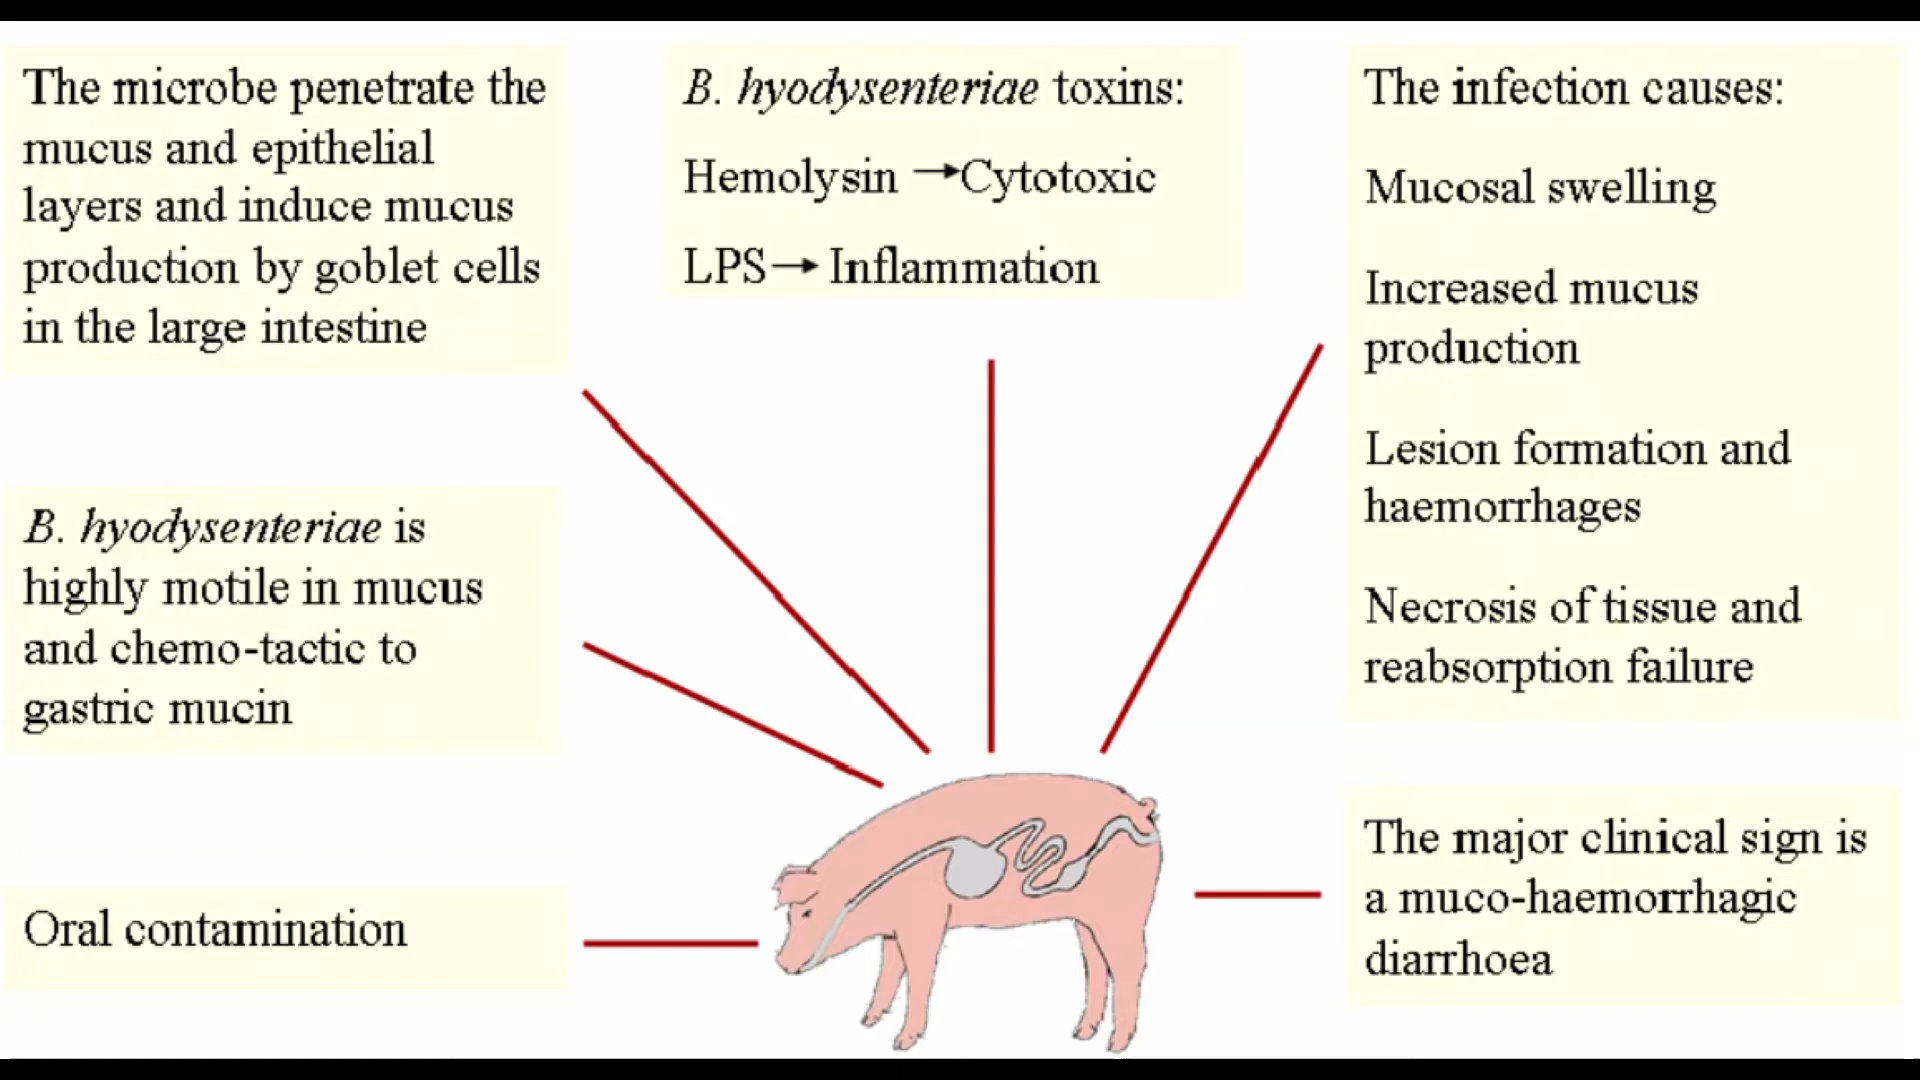 The microbe penetrate the
mucus and epithelial
layers and induce mucus
production by goblet cells
in the large intestine
B. hyodysenteriae is
highly motile in mucus
and chemo-tactic to
gastric mucin
Oral contamination
B. hyodysenteriae toxins:
Hemolysin →Cytotoxic
LPS→ Inflammation
The infection causes:
Mucosal swelling
Increased mucus
production
Lesion formation and
haemorrhages
Necrosis of tissue and
reabsorption failure
The major clinical sign is
a muco-haemorrhagic
diarrhoea